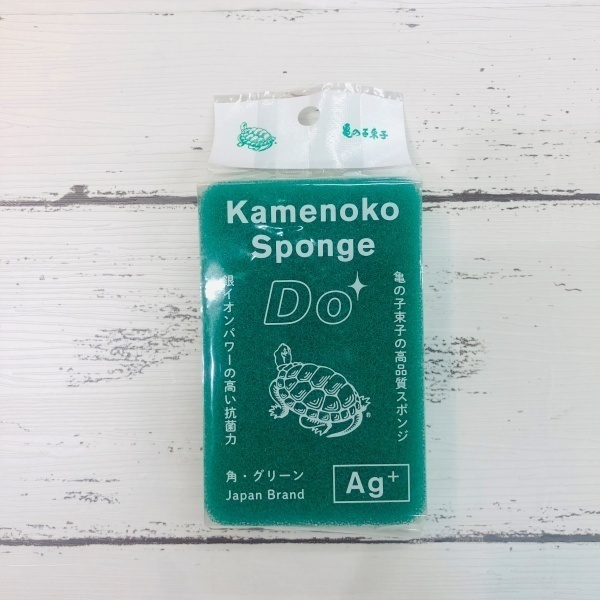 亀の子束子
Kamenoko
Sponge
Do
亀の子束子の高品質スポンジ
銀イオンパワーの高い抗菌力
角・グリーン
Japan Brand
Ag+
®